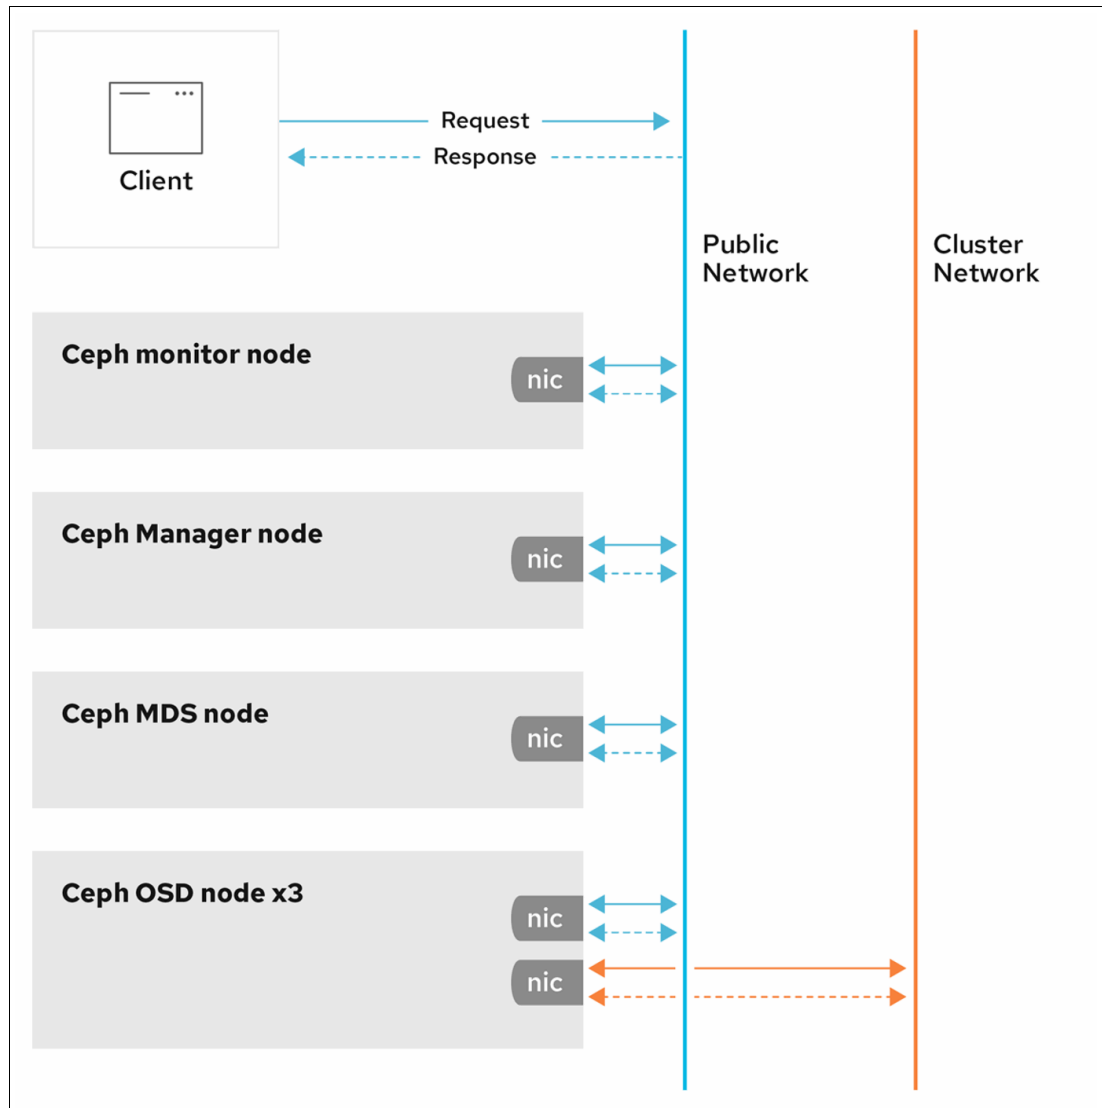 Request
Response
Client
Public
Network
Cluster
Network
Ceph monitor node
nic
Ceph Manager node
nic
Ceph MDS node
nic
Ceph OSD node x3
nic
nic